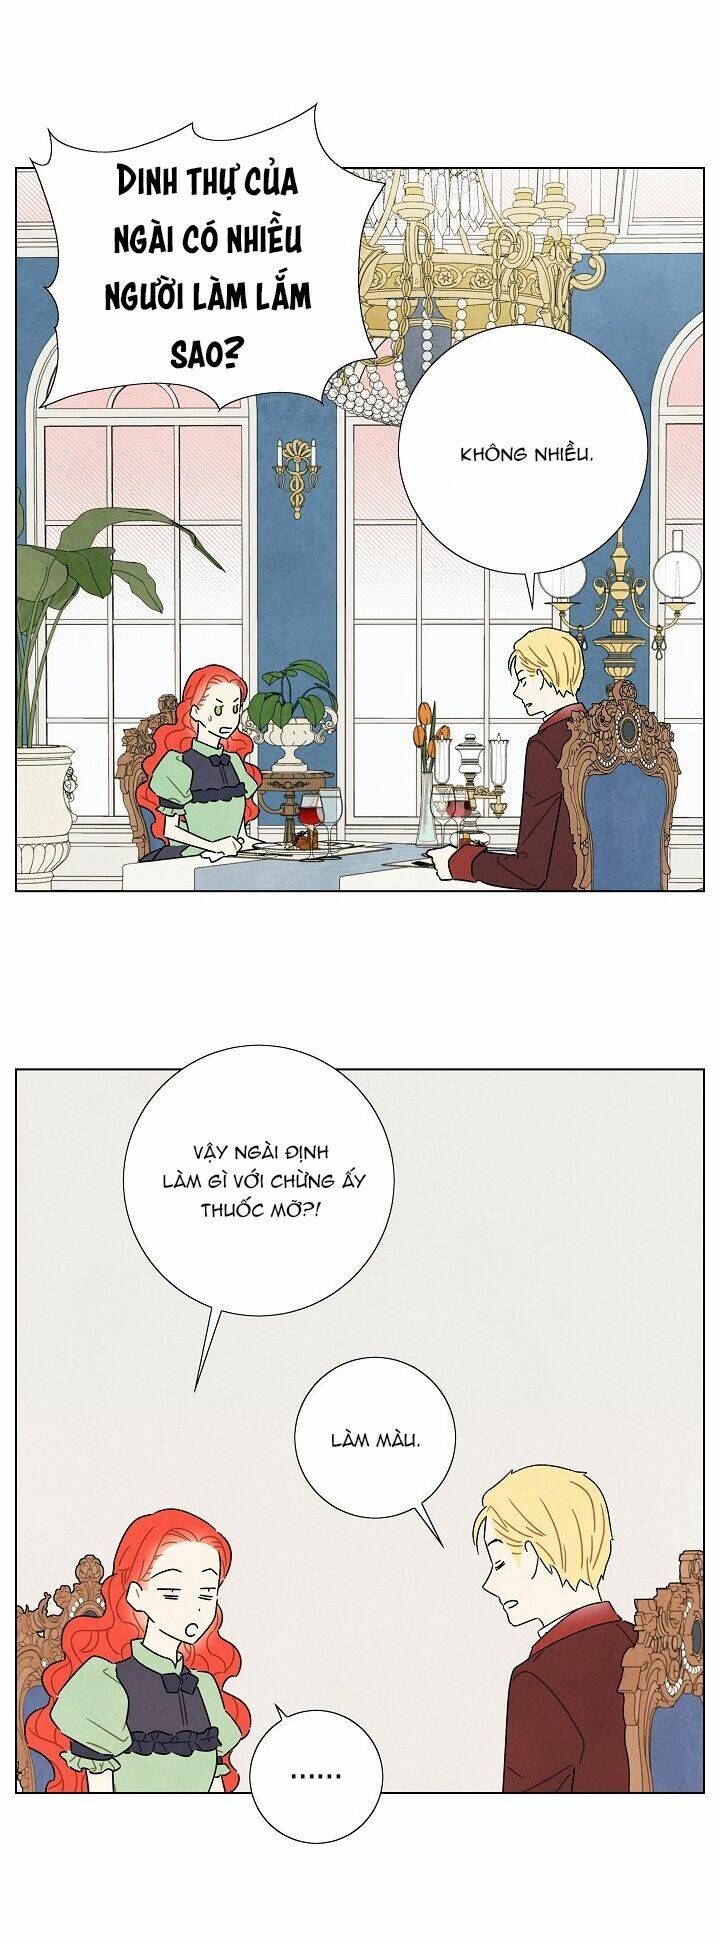 DINH THỰ CỦA
NGÀI CÓ NHIỀU
NGƯỜI LÀM LẮM
SAO?
KHÔNG NHIỀU.
VẬY NGÀI ĐỊNH
LÀM GÌ VỚI CHỪNG ẤY
THUỐC MỠ?!
LÀM MÀU.
......